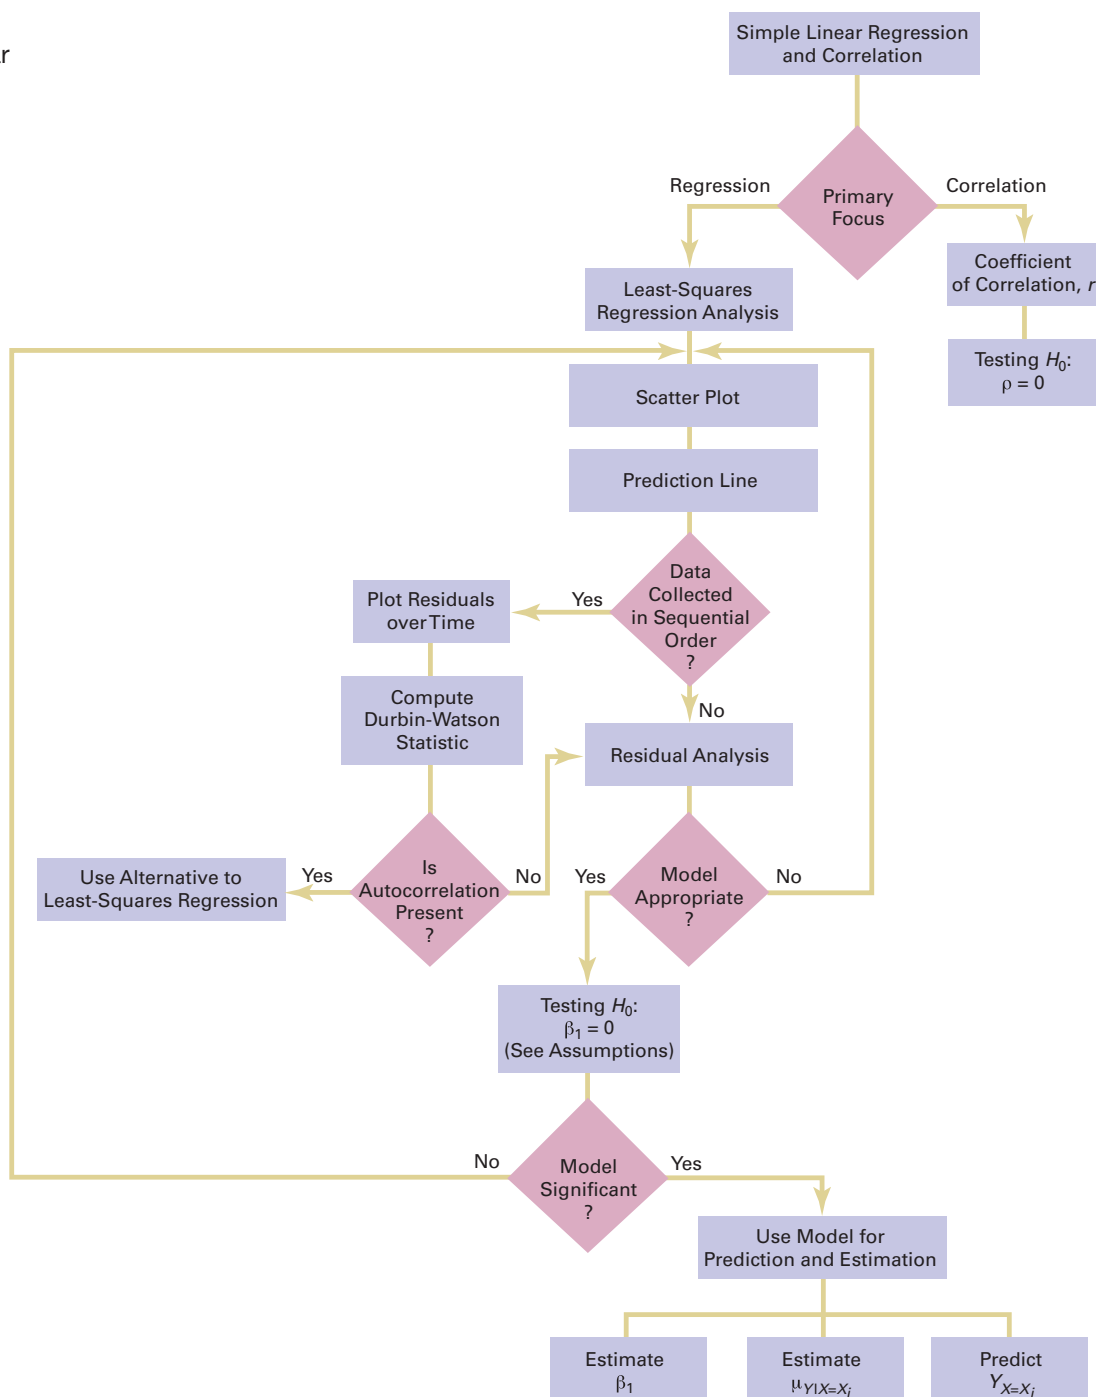 ar
Simple Linear Regression
and Correlation
Regression
Primary
Focus
Correlation
Coefficient
of Correlation, r
Least-Squares
Regression Analysis
Testing H₀:
ρ = 0
Scatter Plot
Prediction Line
Data
Collected
in Sequential
Order
?
Yes
Plot Residuals
over Time
No
Compute
Durbin-Watson
Statistic
Residual Analysis
Is
Autocorrelation
Present
?
Yes
No
Use Alternative to
Least-Squares Regression
Model
Appropriate
?
Yes
No
Testing H₀:
β₁ = 0
(See Assumptions)
No
Model
Significant
?
Yes
Use Model for
Prediction and Estimation
Estimate
β₁
Estimate
μY|X=Xᵢ
Predict
YX=Xᵢ